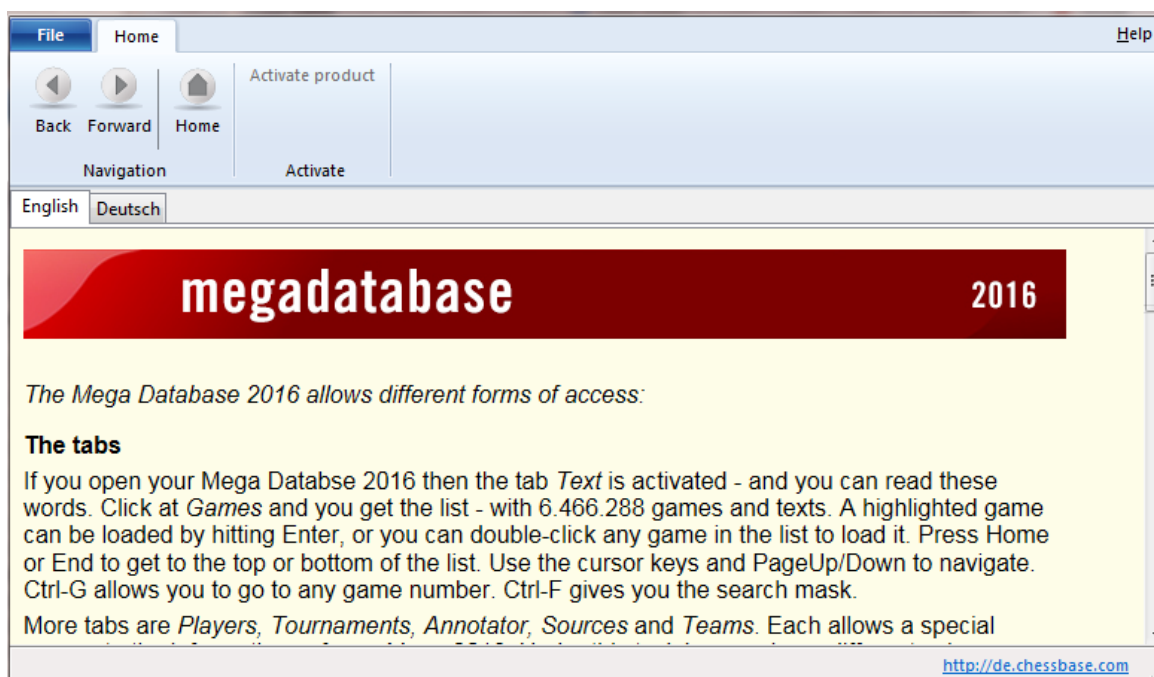 File Home Help
Activate product
Back Forward Home
Navigation Activate
English Deutsch
megadatabase 2016
The Mega Database 2016 allows different forms of access:
The tabs
If you open your Mega Databse 2016 then the tab Text is activated - and you can read these
words. Click at Games and you get the list - with 6.466.288 games and texts. A highlighted game
can be loaded by hitting Enter, or you can double-click any game in the list to load it. Press Home
or End to get to the top or bottom of the list. Use the cursor keys and PageUp/Down to navigate.
Ctrl-G allows you to go to any game number. Ctrl-F gives you the search mask.
More tabs are Players, Tournaments, Annotator, Sources and Teams. Each allows a special
http://de.chessbase.com